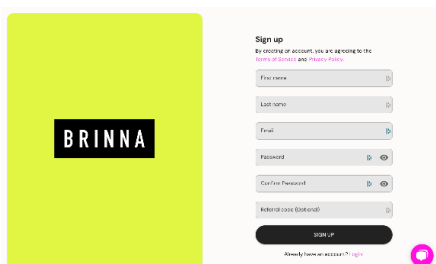 BRINNA
Sign up
By creating an account, you are agreeing to the
Terms of Service and Privacy Policy.
First name
Last name
Email
Password
Confirm Password
Referral code (Optional)
SIGN UP
Already have an account? Login